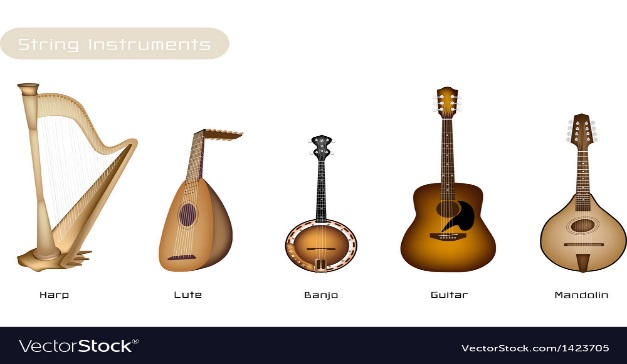 String Instruments
Harp
Lute
Banjo
Guitar
Mandolin
VectorStock®
VectorStock.com/1423705